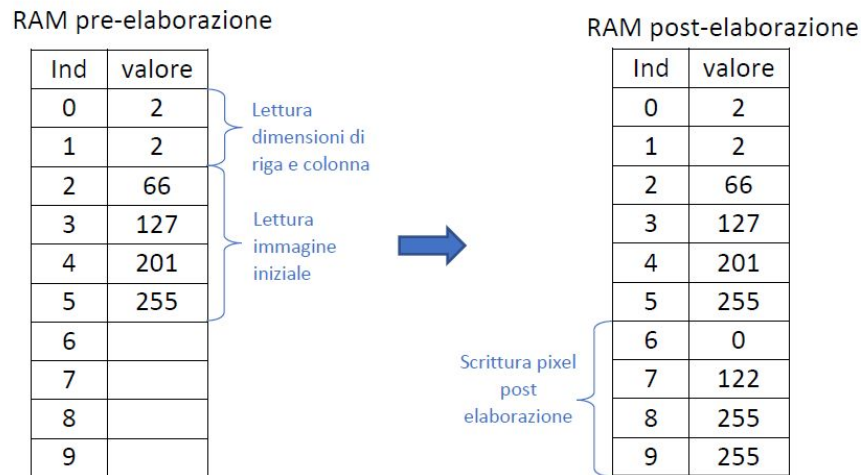 RAM pre-elaborazione
Ind valore
0 2
1 2
2 66
3 127
4 201
5 255
6
7
8
9
Lettura
dimensioni di
riga e colonna
Lettura
immagine
iniziale
RAM post-elaborazione
Ind valore
0 2
1 2
2 66
3 127
4 201
5 255
6 0
7 122
8 255
9 255
Scrittura pixel
post
elaborazione